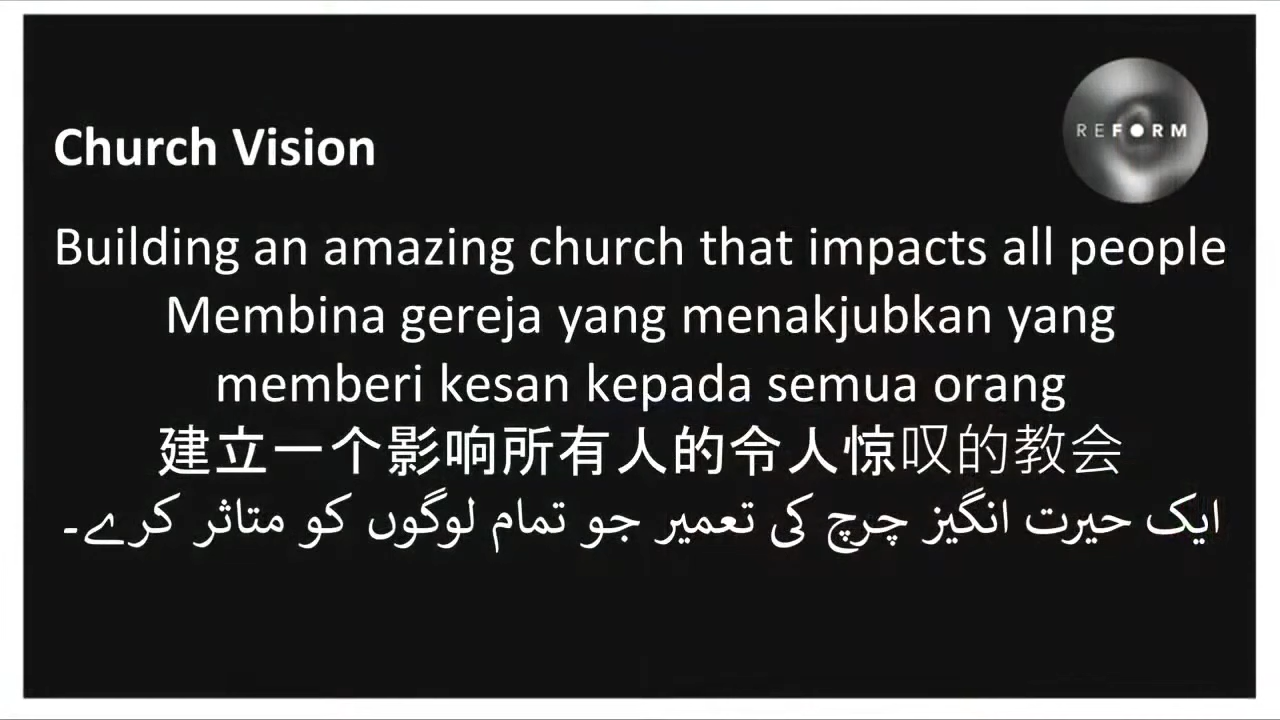 REFORM
Church Vision
Building an amazing church that impacts all people
Membina gereja yang menakjubkan yang
memberi kesan kepada semua orang
建立一个影响所有人的令人惊叹的教会
ایک حیرت انگیز چرچ کی تعمیر جو تمام لوگوں کو متاثر کرے۔